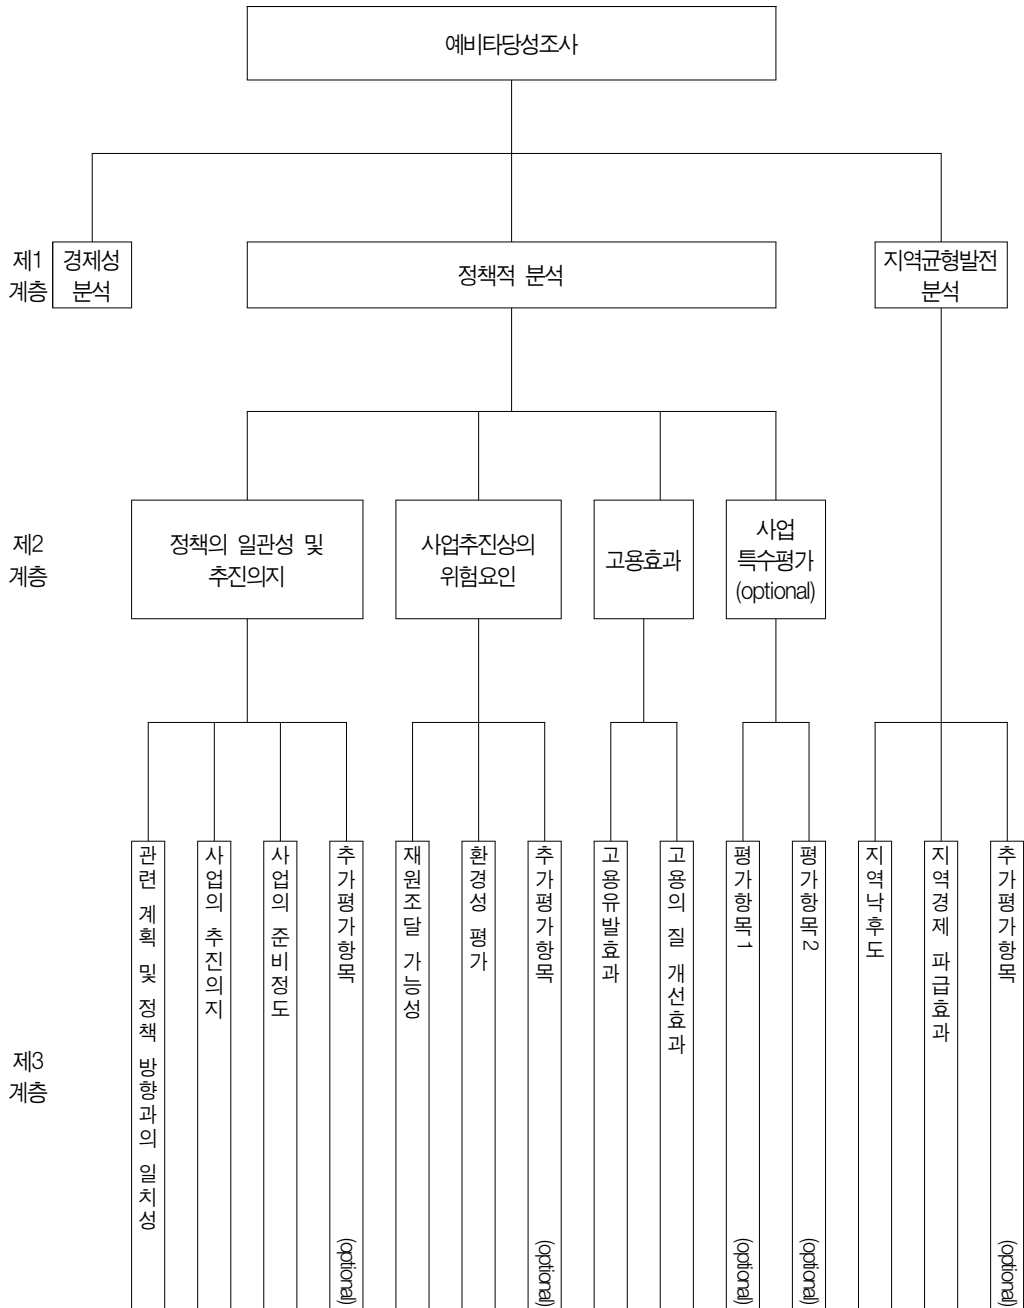 예비타당성조사
제1
계층
경제성
분석
정책적 분석
지역균형발전
분석
제2
계층
정책의 일관성 및
추진의지
사업추진상의
위험요인
고용효과
사업
특수평가
(optional)
제3
계층
관련 계획 및 정책 방향과의 일치성
사업의 추진의지
사업의 준비정도
추가평가항목 (optional)
재원조달 가능성
환경성 평가
추가평가항목 (optional)
고용유발효과
고용의 질 개선효과
평가항목1 (optional)
평가항목2 (optional)
지역낙후도
지역경제 파급효과
추가평가항목 (optional)